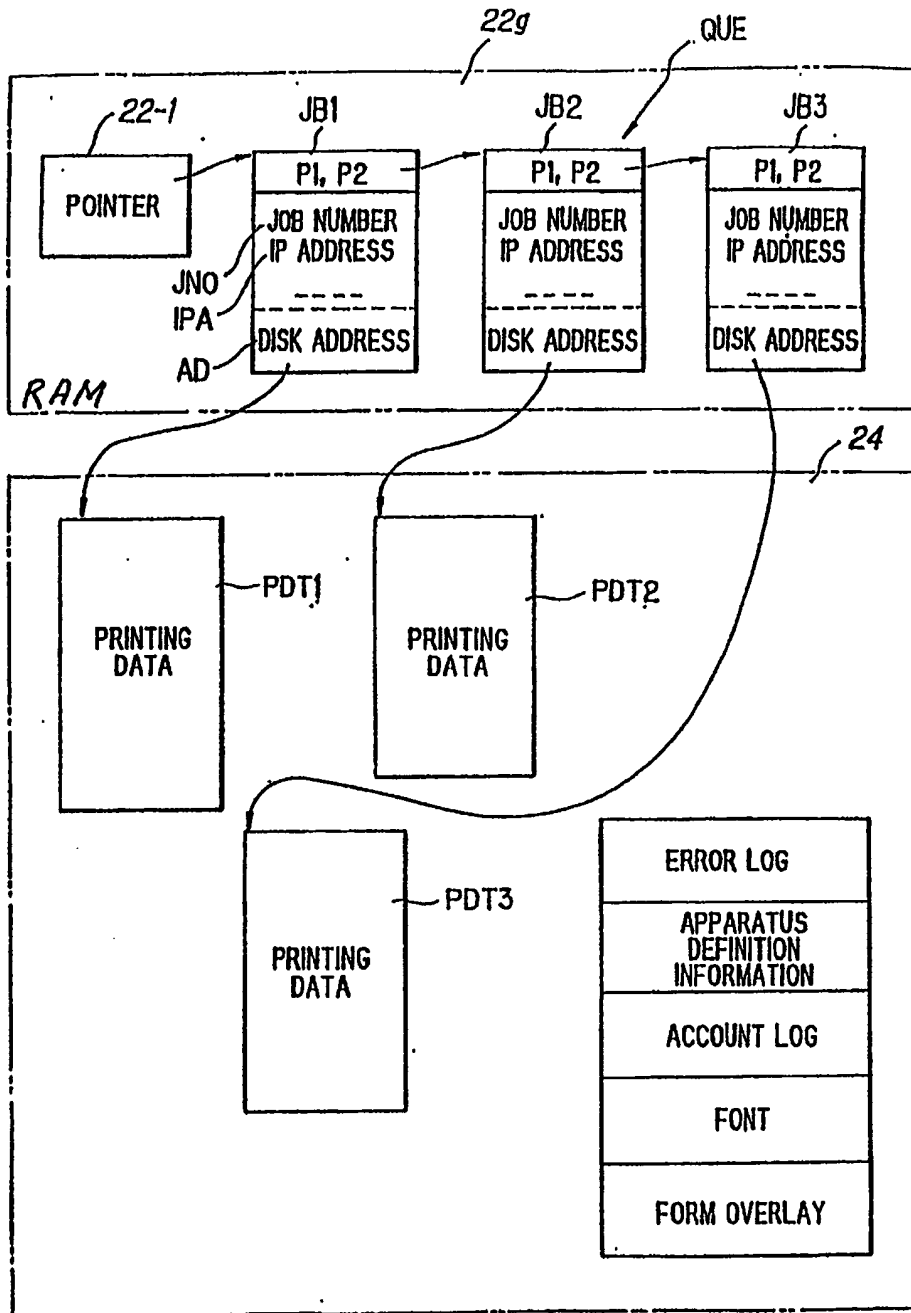 22g
QUE
22-1
JB1
JB2
JB3
POINTER
P1, P2
JOB NUMBER
IP ADDRESS
DISK ADDRESS
P1, P2
JOB NUMBER
IP ADDRESS
DISK ADDRESS
P1, P2
JOB NUMBER
IP ADDRESS
DISK ADDRESS
JNO
IPA
AD
RAM
24
PRINTING
DATA
PDT1
PRINTING
DATA
PDT2
PRINTING
DATA
PDT3
ERROR LOG
APPARATUS
DEFINITION
INFORMATION
ACCOUNT LOG
FONT
FORM OVERLAY